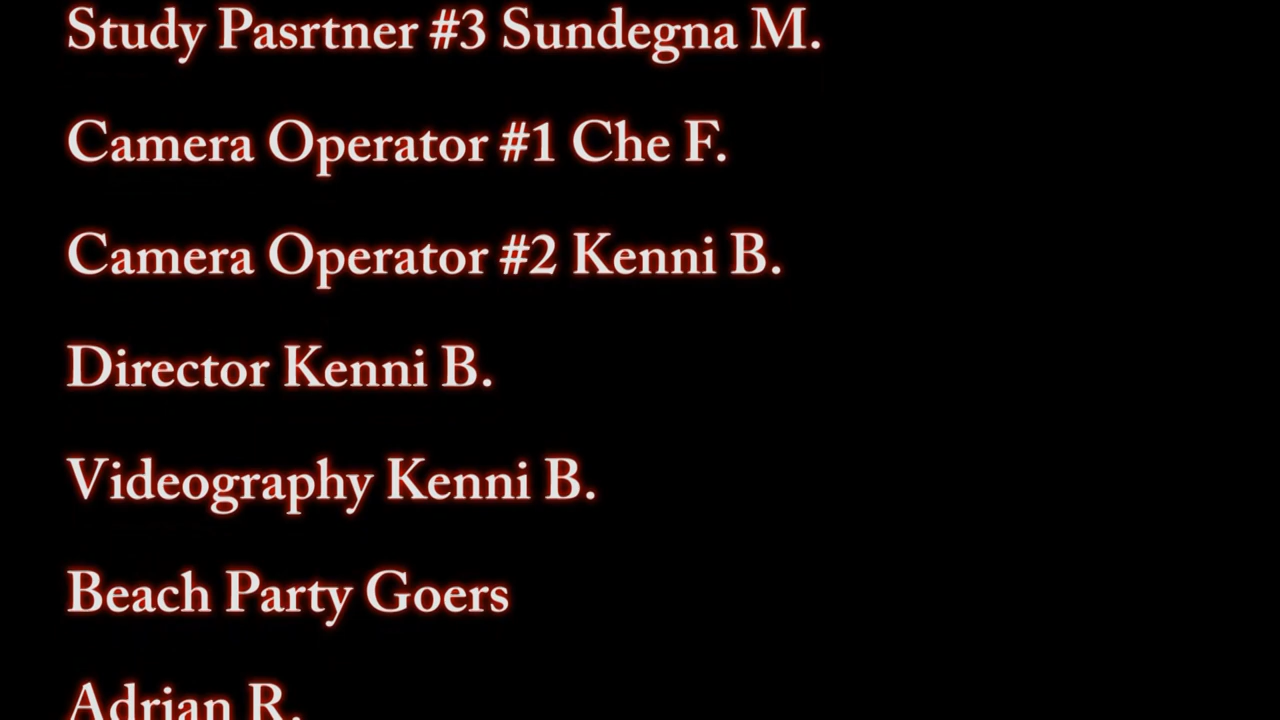 Study Pasrtner #3 Sundegna M.
Camera Operator #1 Che F.
Camera Operator #2 Kenni B.
Director Kenni B.
Videography Kenni B.
Beach Party Goers
Adrian R.